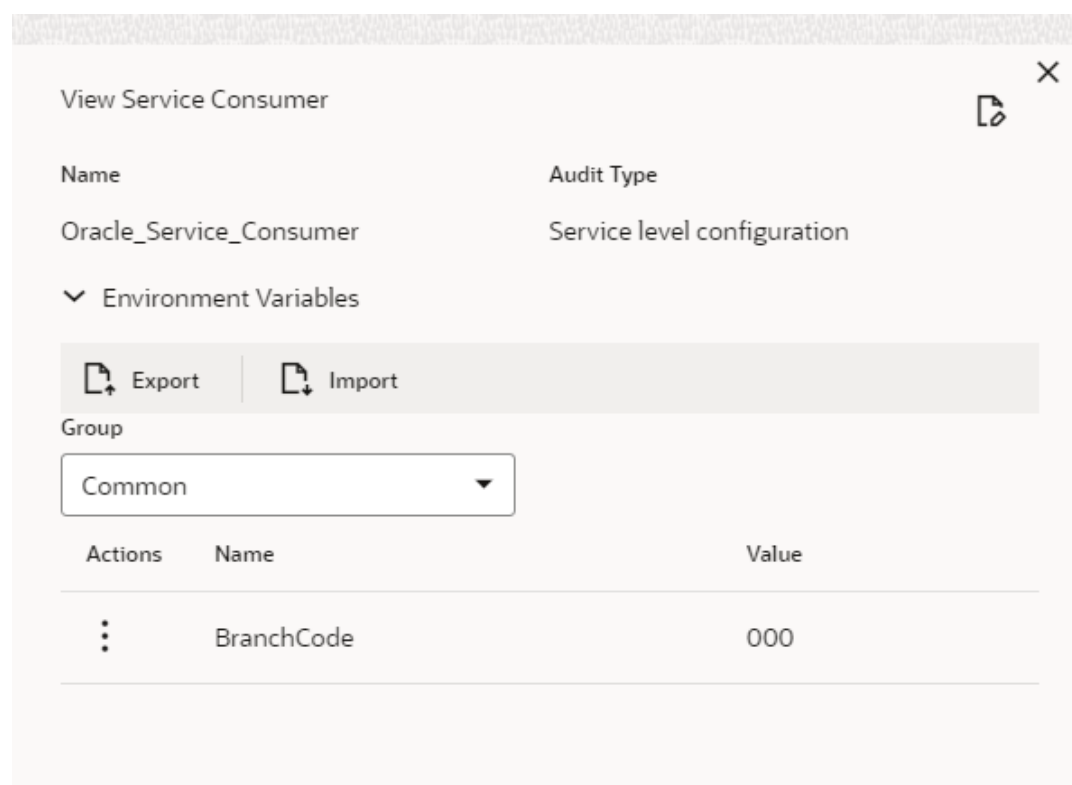 View Service Consumer
Name Audit Type
Oracle_Service_Consumer Service level configuration
Environment Variables
Export Import
Group
Common
Actions Name Value
BranchCode 000